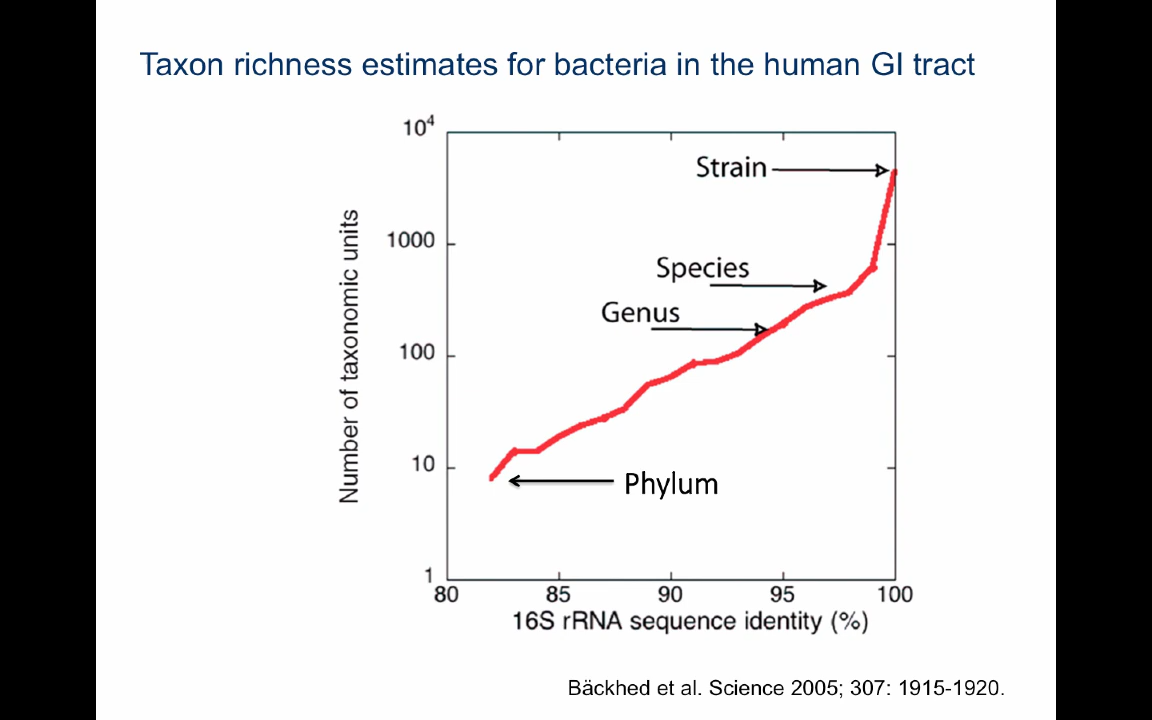 Taxon richness estimates for bacteria in the human GI tract
10⁴
1000
100
10
1
Number of taxonomic units
Strain
Species
Genus
Phylum
80 85 90 95 100
16S rRNA sequence identity (%)
Bäckhed et al. Science 2005; 307: 1915-1920.